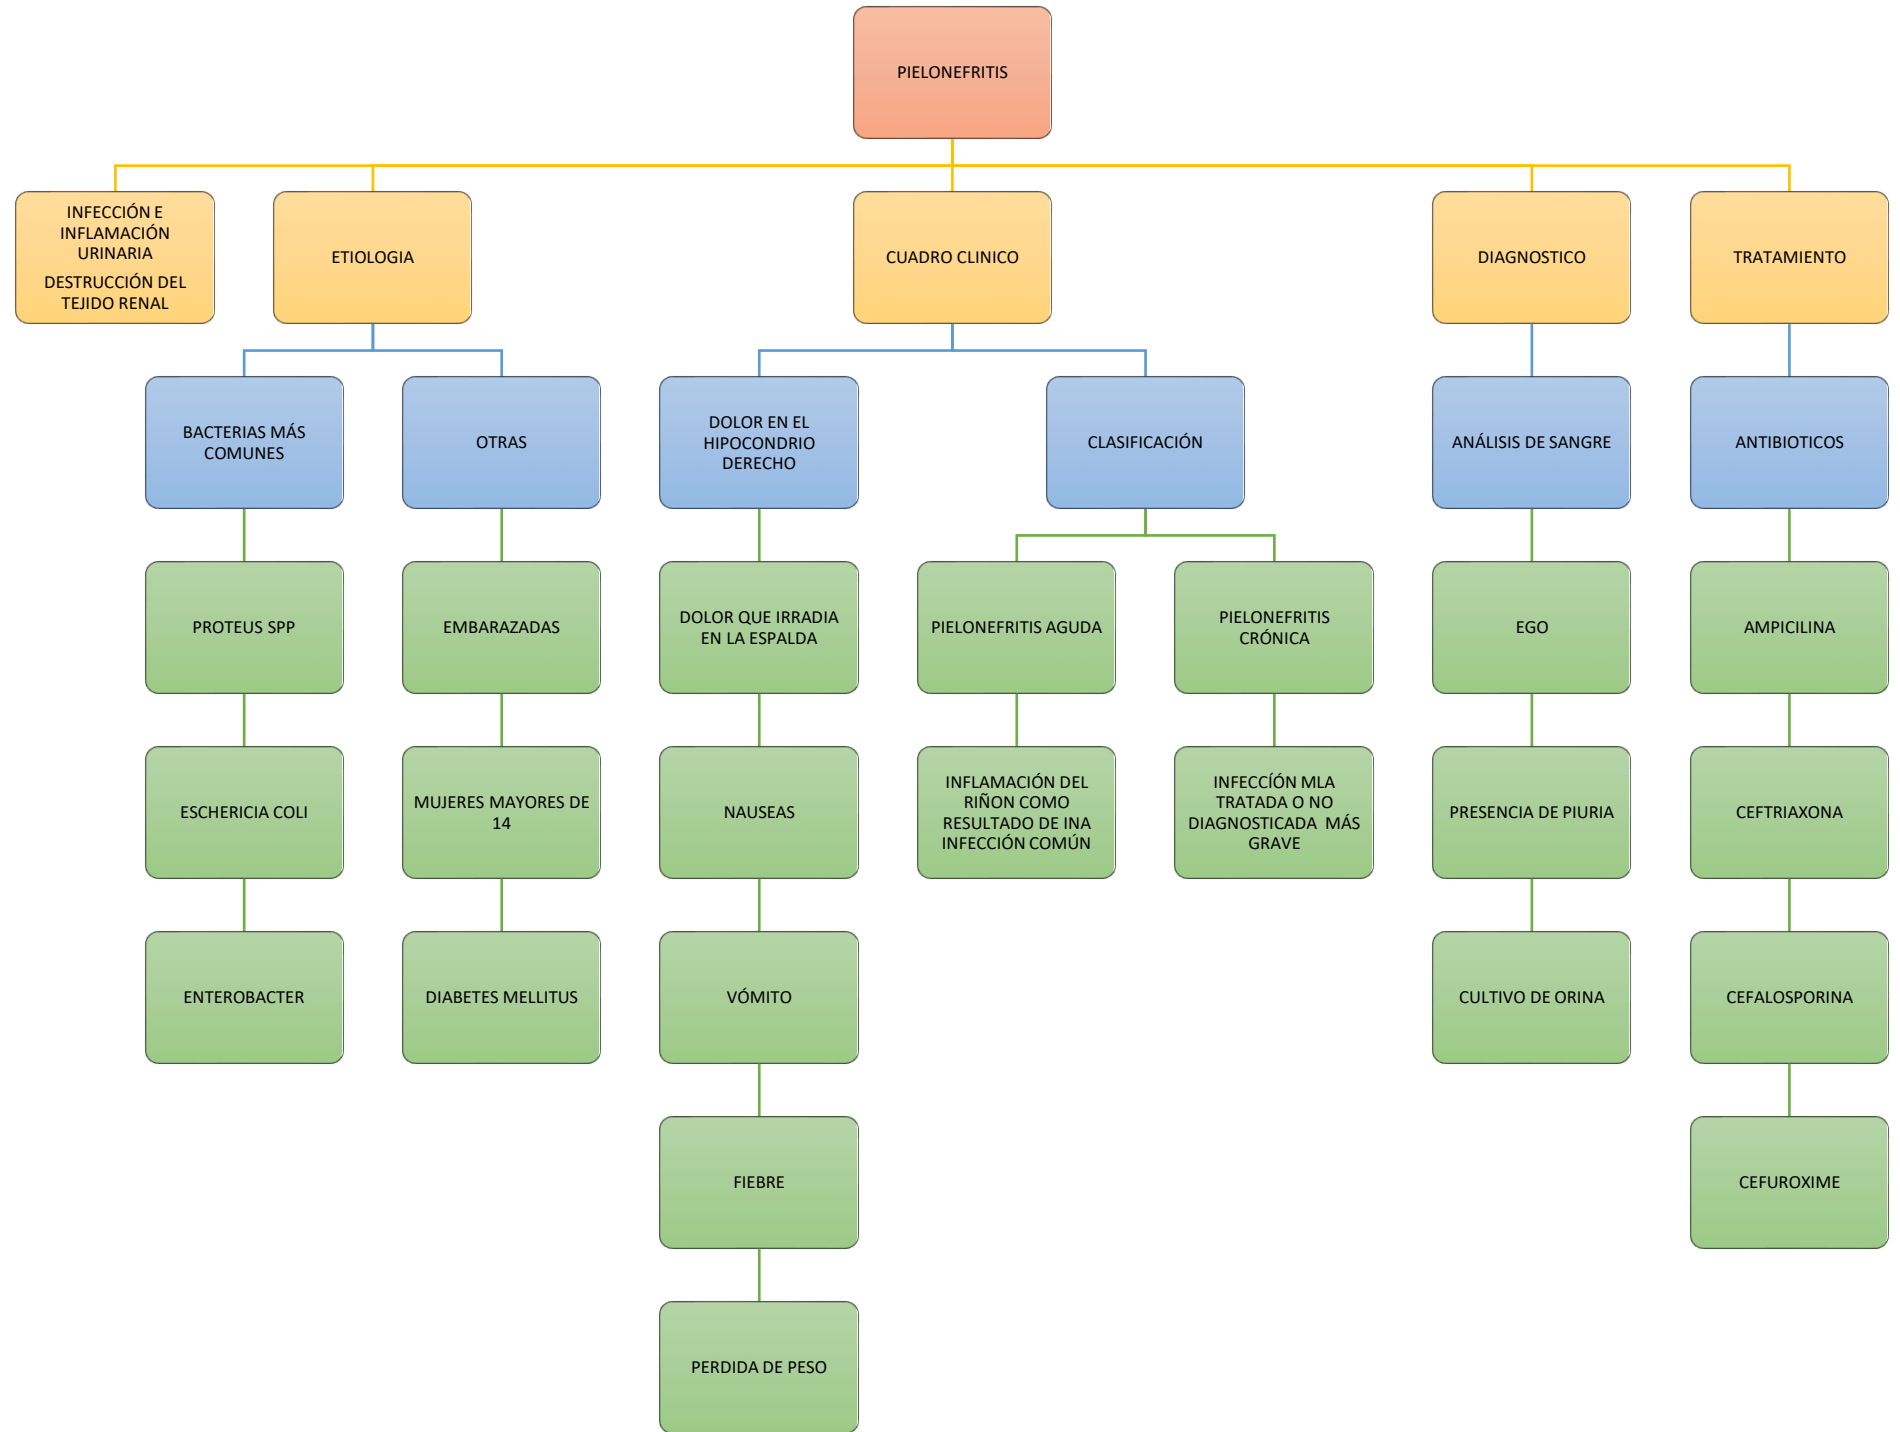 PIELONEFRITIS
INFECCIÓN E
INFLAMACIÓN
URINARIA
DESTRUCCIÓN DEL
TEJIDO RENAL
ETIOLOGIA
CUADRO CLINICO
DIAGNOSTICO
TRATAMIENTO
BACTERIAS MÁS
COMUNES
OTRAS
DOLOR EN EL
HIPOCONDRIO
DERECHO
CLASIFICACIÓN
ANÁLISIS DE SANGRE
ANTIBIOTICOS
PROTEUS SPP
EMBARAZADAS
DOLOR QUE IRRADIA
EN LA ESPALDA
PIELONEFRITIS AGUDA
PIELONEFRITIS
CRÓNICA
EGO
AMPICILINA
ESCHERICIA COLI
MUJERES MAYORES DE
14
NAUSEAS
INFLAMACIÓN DEL
RIÑON COMO
RESULTADO DE INA
INFECCIÓN COMÚN
INFECCÍÓN MLA
TRATADA O NO
DIAGNOSTICADA MÁS
GRAVE
PRESENCIA DE PIURIA
CEFTRIAXONA
ENTEROBACTER
DIABETES MELLITUS
VÓMITO
CULTIVO DE ORINA
CEFALOSPORINA
FIEBRE
CEFUROXIME
PERDIDA DE PESO